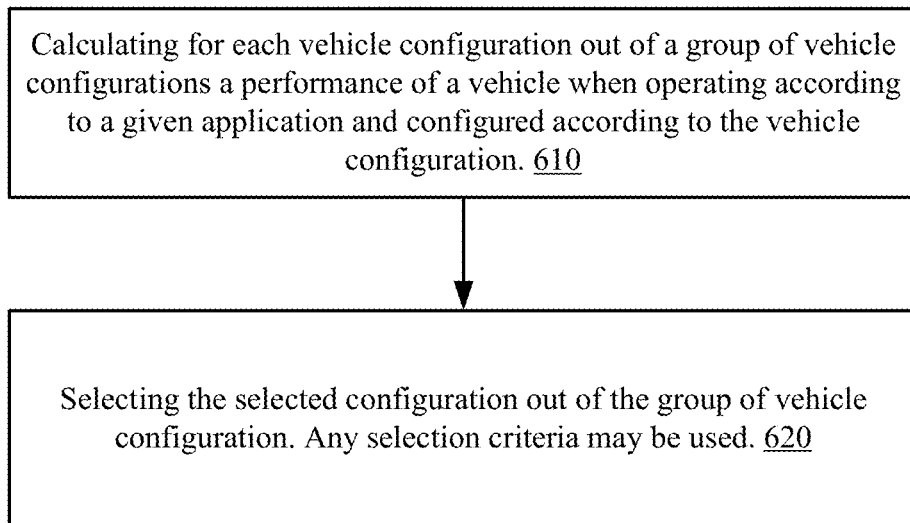 Calculating for each vehicle configuration out of a group of vehicle
configurations a performance of a vehicle when operating according
to a given application and configured according to the vehicle
configuration. 610
Selecting the selected configuration out of the group of vehicle
configuration. Any selection criteria may be used. 620